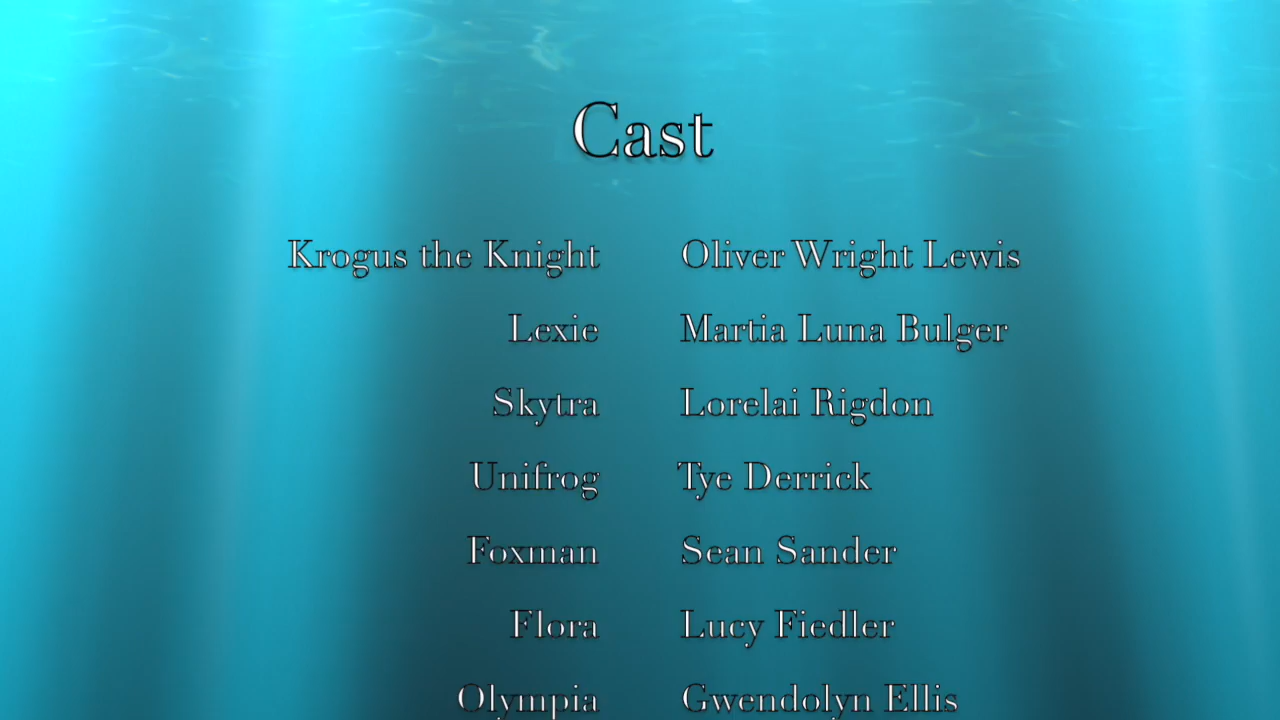 Cast
Krogus the Knight Oliver Wright Lewis
Lexie Martia Luna Bulger
Skytra Lorelai Rigdon
Unifrog Tye Derrick
Foxman Sean Sander
Flora Lucy Fiedler
Olympia Gwendolyn Ellis